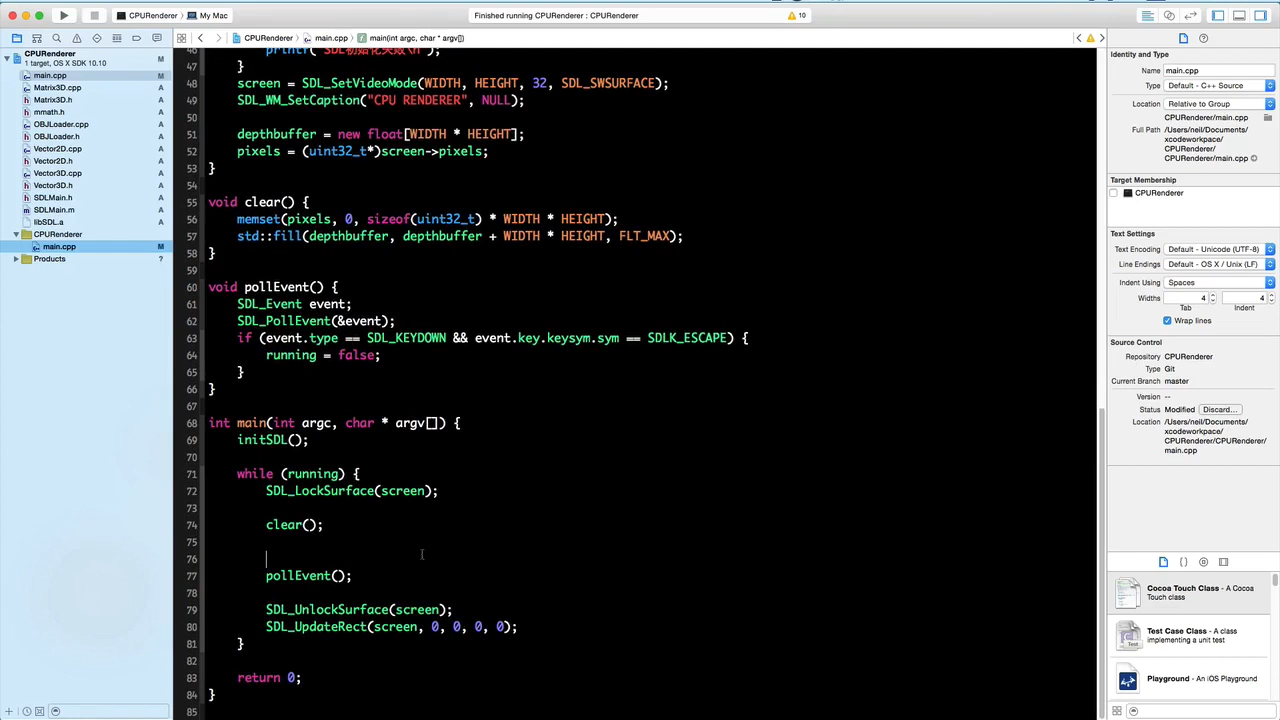 CPURenderer › My Mac
Finished running CPURenderer : CPURenderer
10
CPURenderer
1 target, OS X SDK 10.10
M
main.cpp
M
Matrix3D.cpp
A
Matrix3D.h
A
mmath.h
A
OBJLoader.cpp
A
OBJLoader.h
A
Vector2D.cpp
A
Vector2D.h
A
Vector3D.cpp
A
Vector3D.h
A
SDLMain.h
A
SDLMain.m
A
libSDL.a
A
CPURenderer
main.cpp
M
Products
?
CPURenderer › main.cpp › main(int argc, char * argv[])
46 printf("SDL初始化失败\n");
47 }
48 screen = SDL_SetVideoMode(WIDTH, HEIGHT, 32, SDL_SWSURFACE);
49 SDL_WM_SetCaption("CPU RENDERER", NULL);
50
51 depthbuffer = new float[WIDTH * HEIGHT];
52 pixels = (uint32_t*)screen->pixels;
53 }
54
55 void clear() {
56 memset(pixels, 0, sizeof(uint32_t) * WIDTH * HEIGHT);
57 std::fill(depthbuffer, depthbuffer + WIDTH * HEIGHT, FLT_MAX);
58 }
59
60 void pollEvent() {
61 SDL_Event event;
62 SDL_PollEvent(&event);
63 if (event.type == SDL_KEYDOWN && event.key.keysym.sym == SDLK_ESCAPE) {
64 running = false;
65 }
66 }
67
68 int main(int argc, char * argv[]) {
69 initSDL();
70
71 while (running) {
72 SDL_LockSurface(screen);
73
74 clear();
75
76
77 pollEvent();
78
79 SDL_UnlockSurface(screen);
80 SDL_UpdateRect(screen, 0, 0, 0, 0);
81 }
82
83 return 0;
84 }
85
Identity and Type
Name main.cpp
Type Default - C++ Source
Location Relative to Group
CPURenderer/main.cpp
Full Path /Users/neil/Documents/
xcodeworkpace/
CPURenderer/CPURenderer
/main.cpp
Target Membership
CPURenderer
Text Settings
Text Encoding Default - Unicode (UTF-8)
Line Endings Default - OS X / Unix (LF)
Indent Using Spaces
Widths 4 4
Tab Indent
Wrap lines
Source Control
Repository CPURenderer
Type Git
Current Branch master
Version --
Status Modified Discard...
Location /Users/neil/Documents/
xcodeworkpace/
CPURenderer/CPURenderer/
main.cpp
Cocoa Touch Class - A Cocoa
Touch class
Test Case Class - A class
implementing a unit test
Playground - An iOS Playground